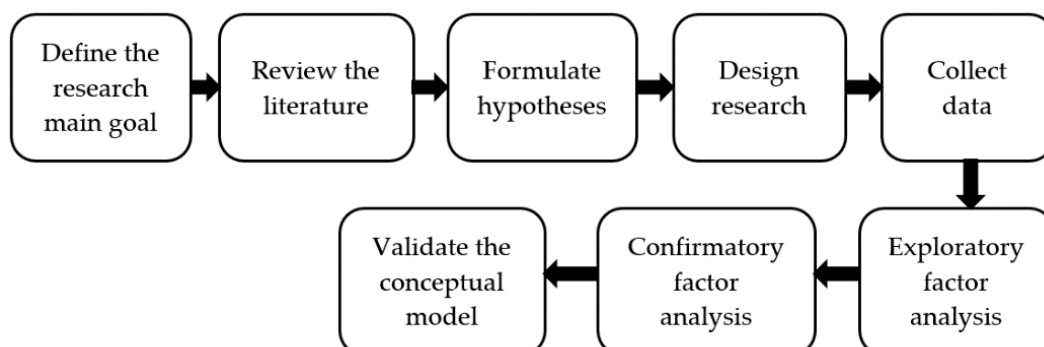 Define the
research
main goal
Review the
literature
Formulate
hypotheses
Design
research
Collect
data
Exploratory
factor
analysis
Confirmatory
factor
analysis
Validate the
conceptual
model